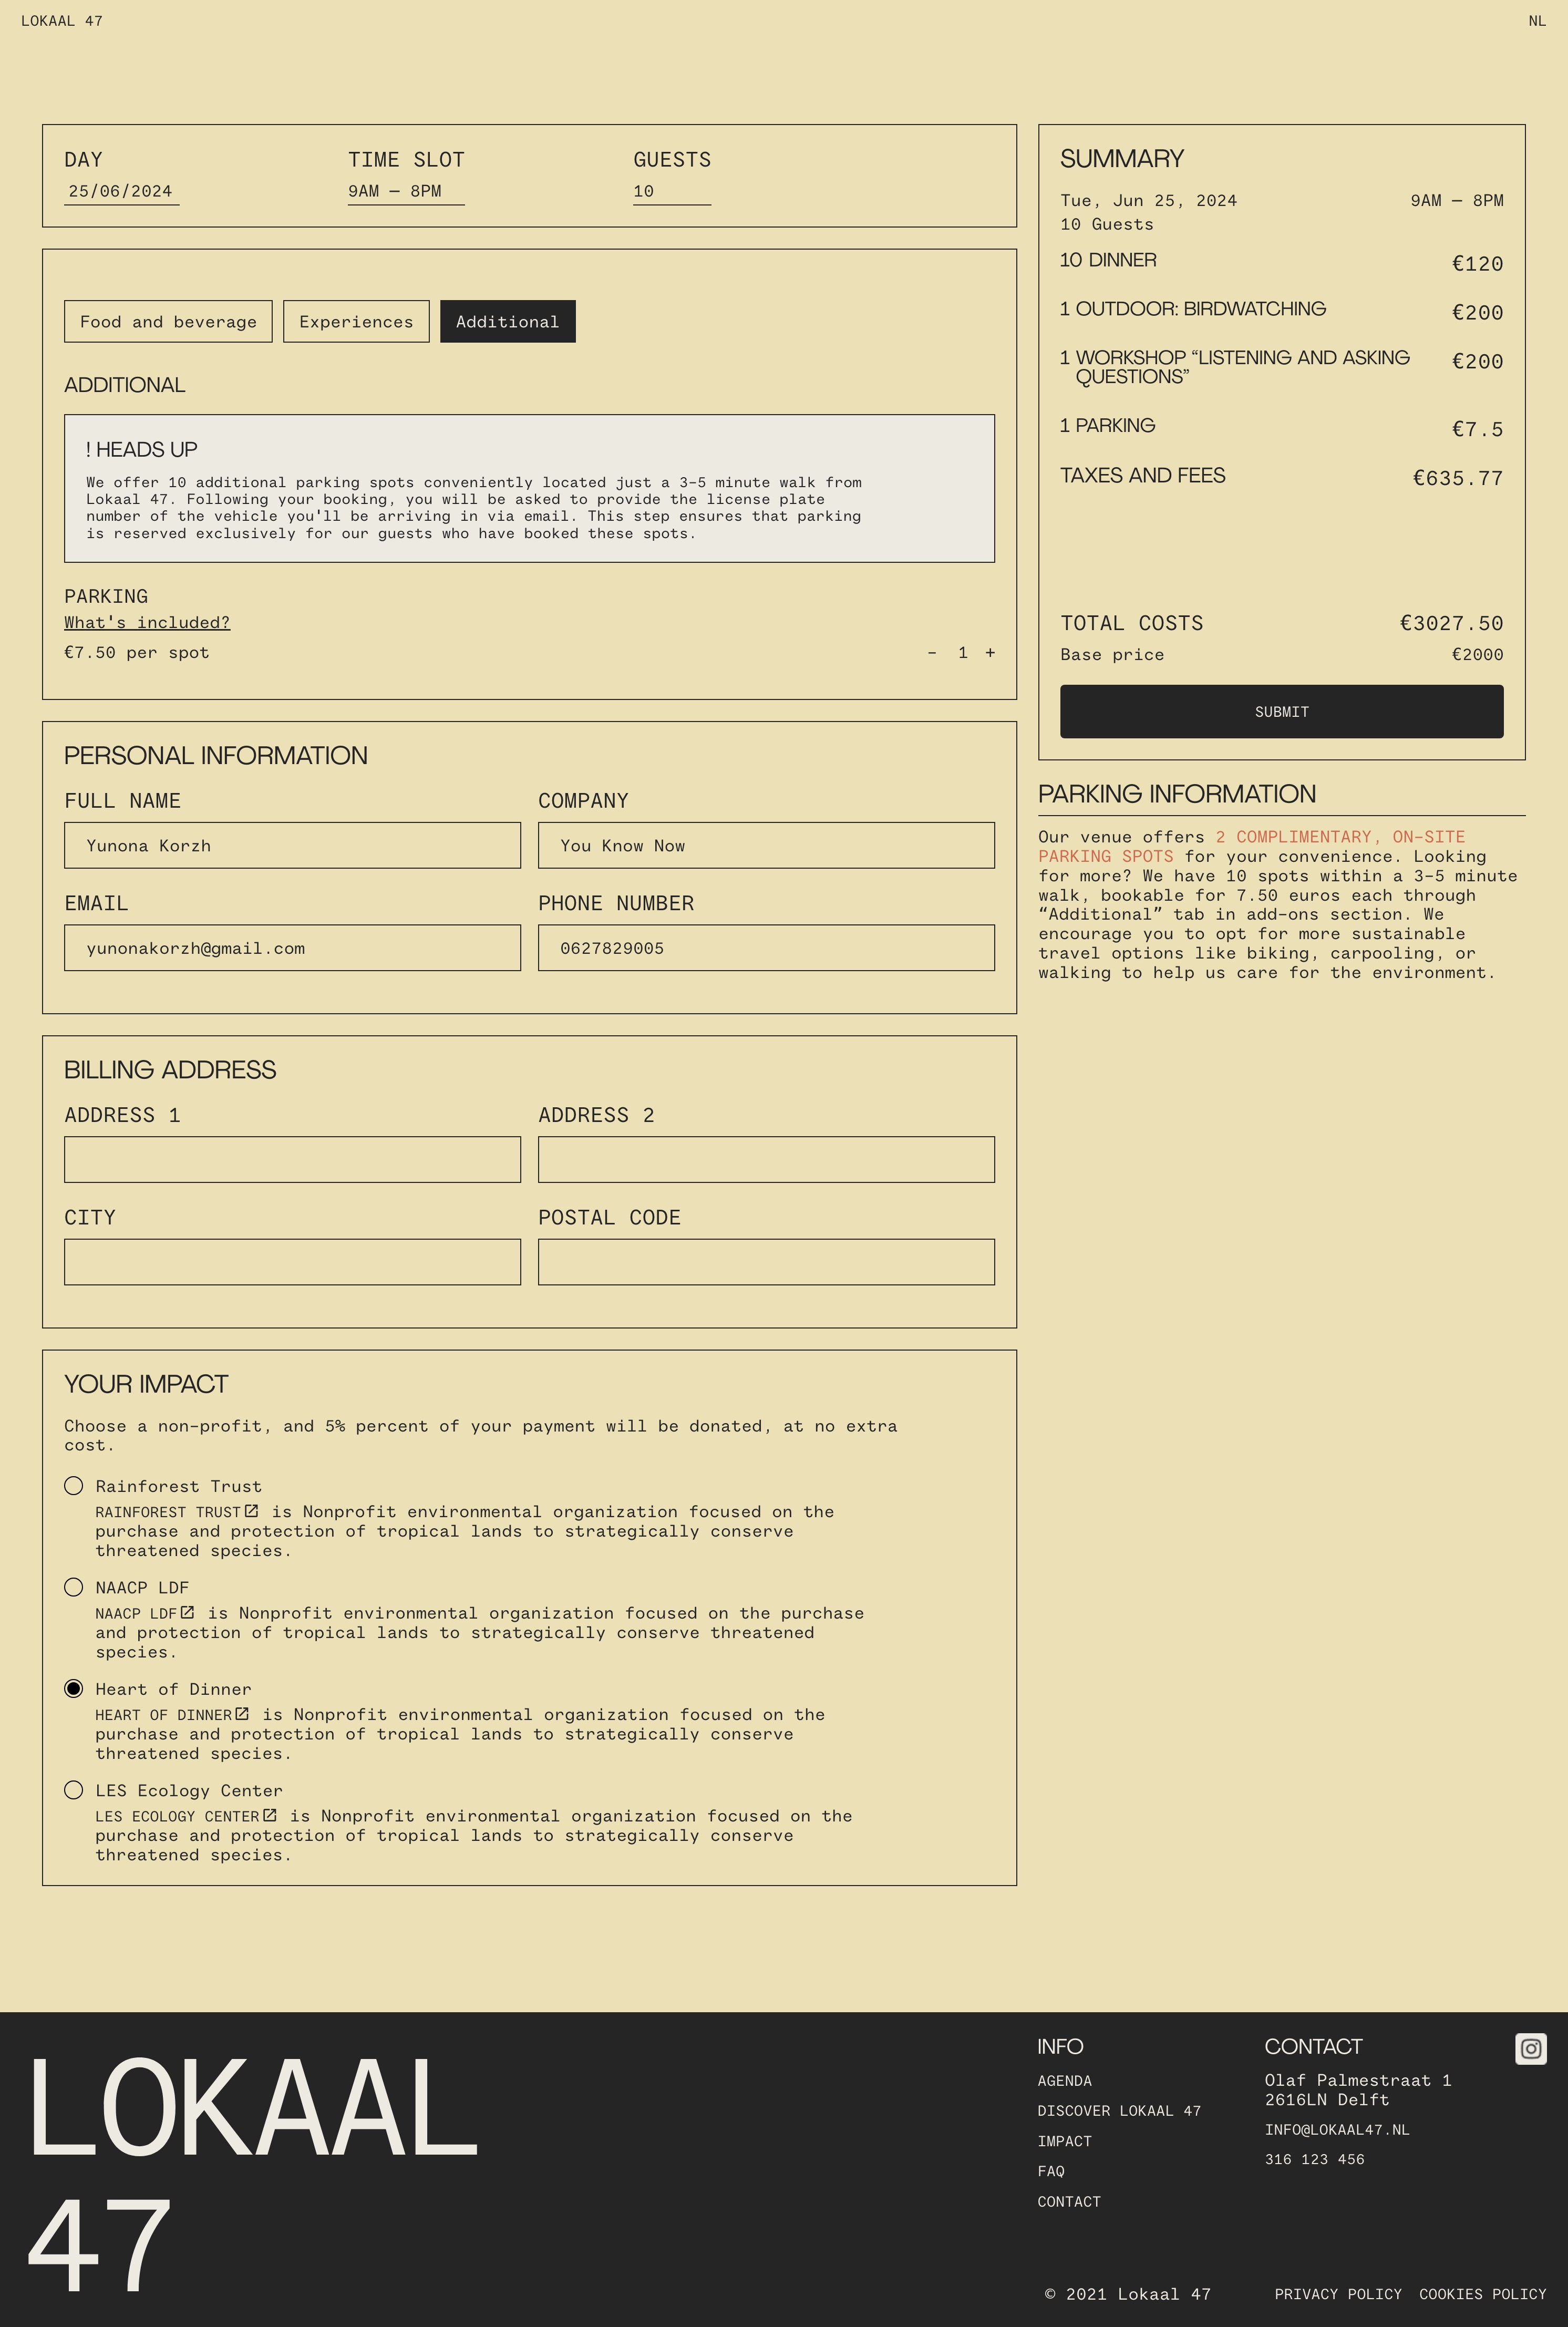 LOKAAL 47
NL
DAY
25/06/2024
TIME SLOT
9AM — 8PM
GUESTS
10
Food and beverage
Experiences
Additional
ADDITIONAL
! HEADS UP
We offer 10 additional parking spots conveniently located just a 3-5 minute walk from
Lokaal 47. Following your booking, you will be asked to provide the license plate
number of the vehicle you'll be arriving in via email. This step ensures that parking
is reserved exclusively for our guests who have booked these spots.
PARKING
What's included?
€7.50 per spot
- 1 +
PERSONAL INFORMATION
FULL NAME
Yunona Korzh
COMPANY
You Know Now
EMAIL
yunonakorzh@gmail.com
PHONE NUMBER
0627829005
BILLING ADDRESS
ADDRESS 1
ADDRESS 2
CITY
POSTAL CODE
YOUR IMPACT
Choose a non-profit, and 5% percent of your payment will be donated, at no extra
cost.
Rainforest Trust
RAINFOREST TRUST is Nonprofit environmental organization focused on the
purchase and protection of tropical lands to strategically conserve
threatened species.
NAACP LDF
NAACP LDF is Nonprofit environmental organization focused on the purchase
and protection of tropical lands to strategically conserve threatened
species.
Heart of Dinner
HEART OF DINNER is Nonprofit environmental organization focused on the
purchase and protection of tropical lands to strategically conserve
threatened species.
LES Ecology Center
LES ECOLOGY CENTER is Nonprofit environmental organization focused on the
purchase and protection of tropical lands to strategically conserve
threatened species.
SUMMARY
Tue, Jun 25, 2024 9AM — 8PM
10 Guests
10 DINNER €120
1 OUTDOOR: BIRDWATCHING €200
1 WORKSHOP “LISTENING AND ASKING €200
QUESTIONS”
1 PARKING €7.5
TAXES AND FEES €635.77
TOTAL COSTS €3027.50
Base price €2000
SUBMIT
PARKING INFORMATION
Our venue offers 2 COMPLIMENTARY, ON-SITE
PARKING SPOTS for your convenience. Looking
for more? We have 10 spots within a 3-5 minute
walk, bookable for 7.50 euros each through
“Additional” tab in add-ons section. We
encourage you to opt for more sustainable
travel options like biking, carpooling, or
walking to help us care for the environment.
LOKAAL
47
INFO
AGENDA
DISCOVER LOKAAL 47
IMPACT
FAQ
CONTACT
CONTACT
Olaf Palmestraat 1
2616LN Delft
INFO@LOKAAL47.NL
316 123 456
© 2021 Lokaal 47
PRIVACY POLICY
COOKIES POLICY